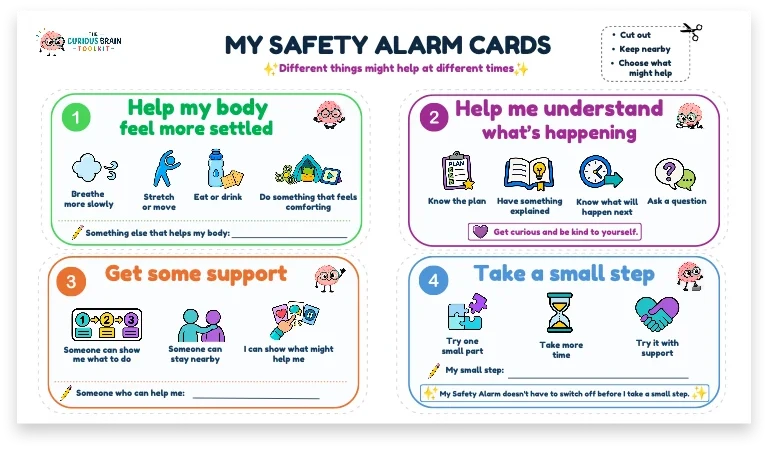 THE
CURIOUS BRAIN
TOOLKIT
MY SAFETY ALARM CARDS
Different things might help at different times
• Cut out
• Keep nearby
• Choose what
might help
1
Help my body
feel more settled
Breathe
more slowly
Stretch
or move
Eat or drink
Do something that feels
comforting
Something else that helps my body:
2
Help me understand
what's happening
PLAN
Know the plan
Have something
explained
Know what will
happen next
?
Ask a question
Get curious and be kind to yourself.
3
Get some support
1 2 3
Someone can show
me what to do
Someone can
stay nearby
I can show what might
help me
Someone who can help me:
4
Take a small step
Try one
small part
Take more
time
Try it with
support
My small step:
My Safety Alarm doesn't have to switch off before I take a small step.